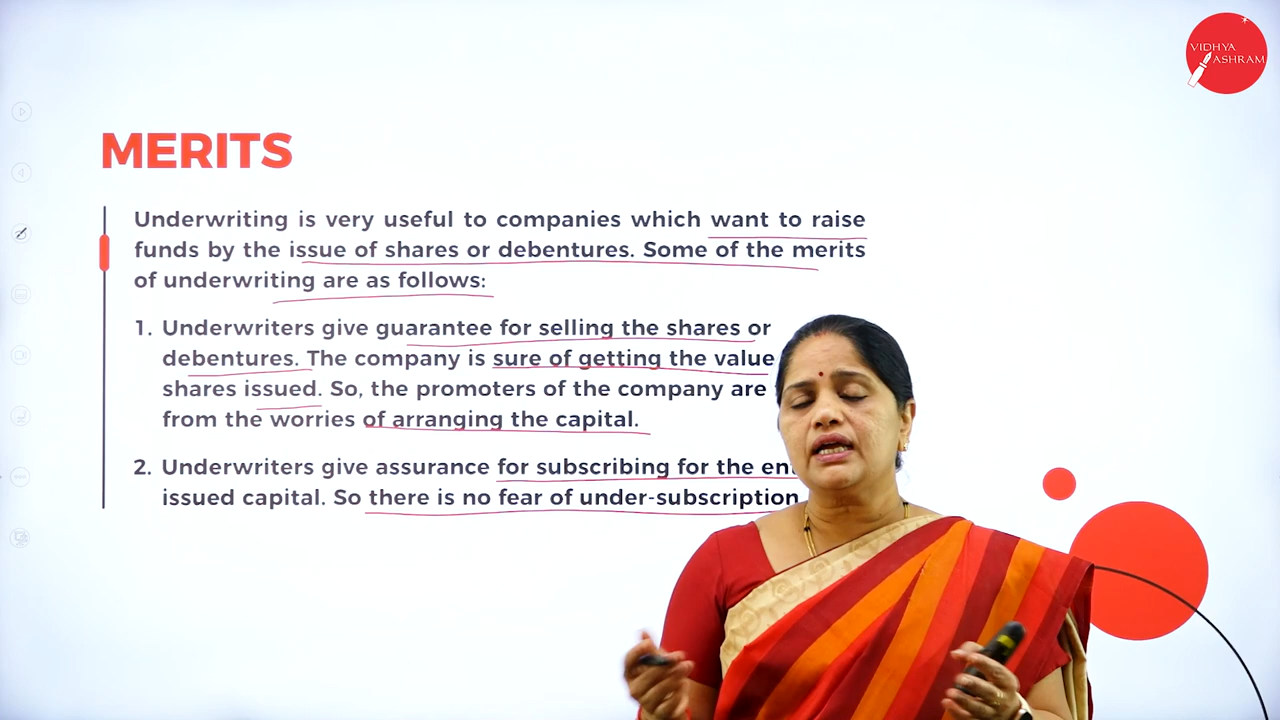 VIDHYA
ASHRAM
MERITS
Underwriting is very useful to companies which want to raise
funds by the issue of shares or debentures. Some of the merits
of underwriting are as follows:
1. Underwriters give guarantee for selling the shares or
debentures. The company is sure of getting the value
shares issued. So, the promoters of the company are
from the worries of arranging the capital.
2. Underwriters give assurance for subscribing for the
issued capital. So there is no fear of under-subscription